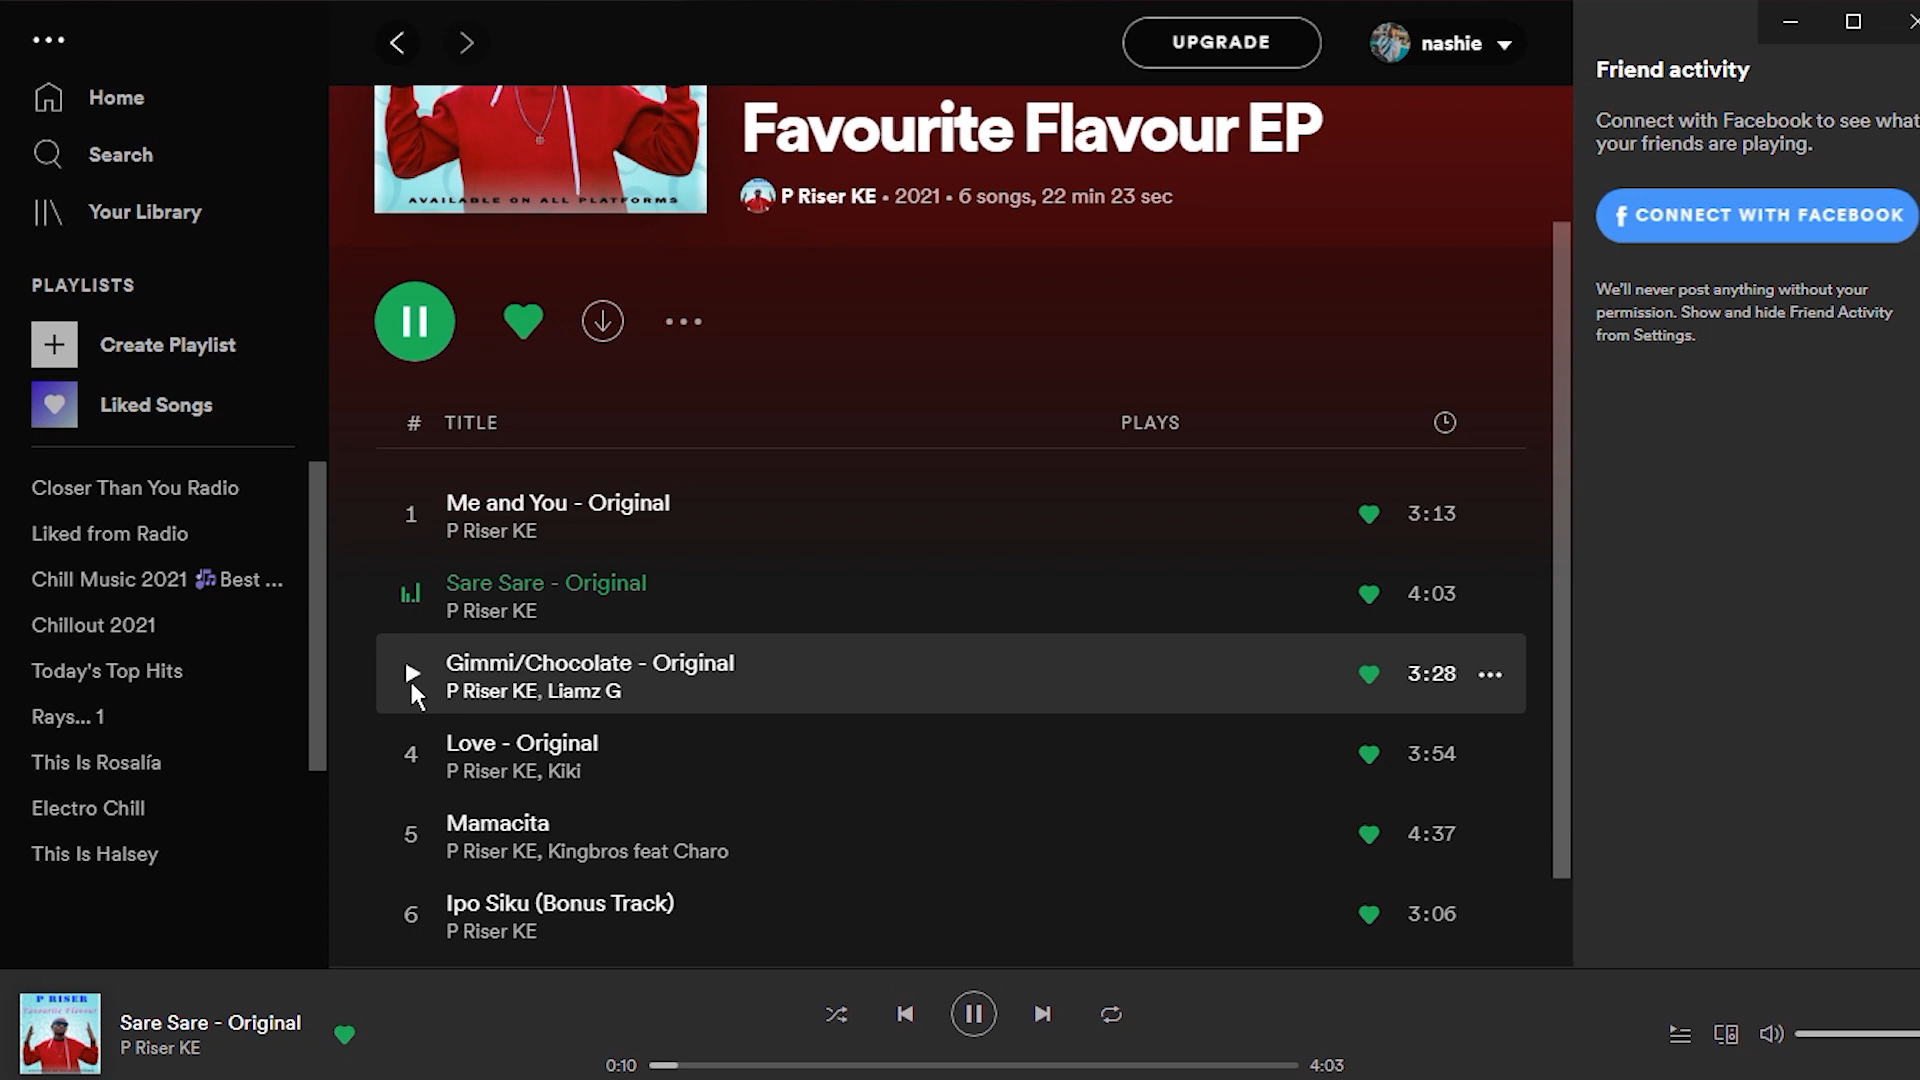 Home
Search
Your Library
PLAYLISTS
Create Playlist
Liked Songs
Closer Than You Radio
Liked from Radio
Chill Music 2021 🎶Best ...
Chillout 2021
Today's Top Hits
Rays... 1
This Is Rosalía
Electro Chill
This Is Halsey
UPGRADE
nashie
AVAILABLE ON ALL PLATFORMS
Favourite Flavour EP
P Riser KE • 2021 • 6 songs, 22 min 23 sec
# TITLE PLAYS
1 Me and You - Original 3:13
P Riser KE
Sare Sare - Original 4:03
P Riser KE
Gimmi/Chocolate - Original 3:28
P Riser KE, Liamz G
4 Love - Original 3:54
P Riser KE, Kiki
5 Mamacita 4:37
P Riser KE, Kingbros feat Charo
6 Ipo Siku (Bonus Track) 3:06
P Riser KE
Friend activity
Connect with Facebook to see what
your friends are playing.
f CONNECT WITH FACEBOOK
We'll never post anything without your
permission. Show and hide Friend Activity
from Settings.
P RISER
Favourite Flavour
Sare Sare - Original
P Riser KE
0:10 4:03